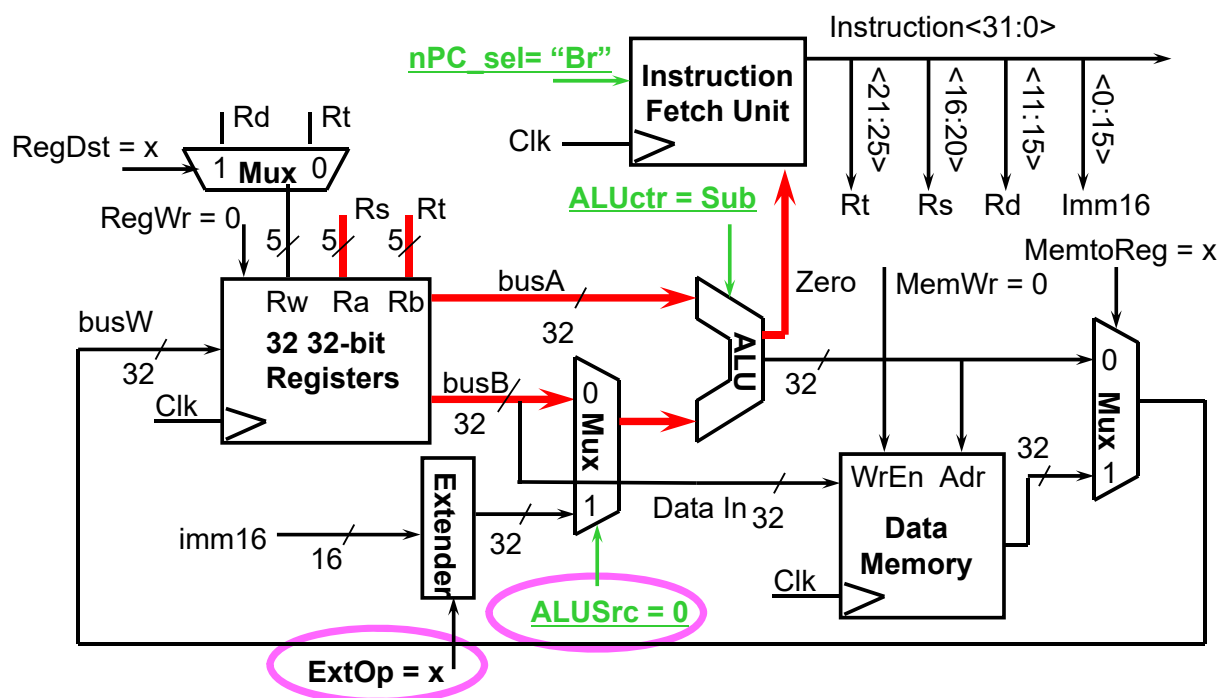 Instruction<31:0>
nPC_sel= “Br”
Instruction
Fetch Unit
<21:25>
<16:20>
<11:15>
<0:15>
Rd
Rt
Clk
RegDst = x
1
Mux
0
ALUctr = Sub
Rt
Rs
Rd
Imm16
RegWr = 0
5
5
Rs
5
Rt
MemtoReg = x
Zero
MemWr = 0
Rw
Ra
Rb
busA
32
busW
32
32 32-bit
Registers
ALU
32
0
Mux
1
Clk
busB
32
0
Mux
1
32
WrEn
Adr
Data In
32
Data
Memory
Clk
Extender
32
imm16
16
ALUSrc = 0
ExtOp = x